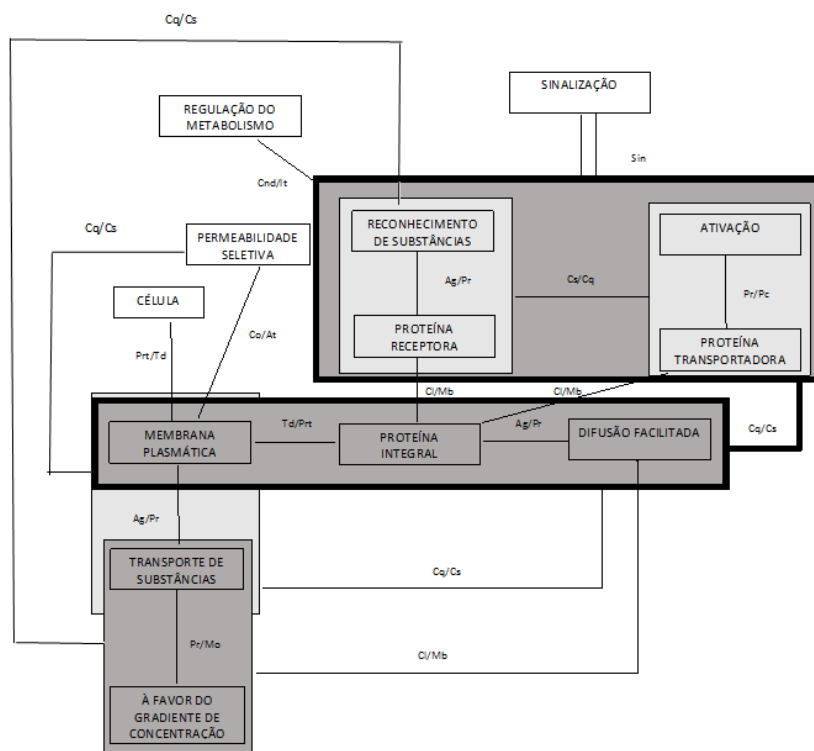 Cq/Cs
SINALIZAÇÃO
REGULAÇÃO DO
METABOLISMO
Sin
Cnd/It
Cq/Cs
PERMEABILIDADE
SELETIVA
RECONHECIMENTO
DE SUBSTÂNCIAS
ATIVAÇÃO
Ag/Pr
Cs/Cq
Pr/Pc
CÉLULA
PROTEÍNA
RECEPTORA
PROTEÍNA
TRANSPORTADORA
Co/At
Prt/Td
Cl/Mb
Cl/Mb
MEMBRANA
PLASMÁTICA
Td/Prt
PROTEÍNA
INTEGRAL
Ag/Pr
DIFUSÃO FACILITADA
Cq/Cs
Ag/Pr
TRANSPORTE DE
SUBSTÂNCIAS
Cq/Cs
Pr/Mo
Cl/Mb
À FAVOR DO
GRADIENTE DE
CONCENTRAÇÃO